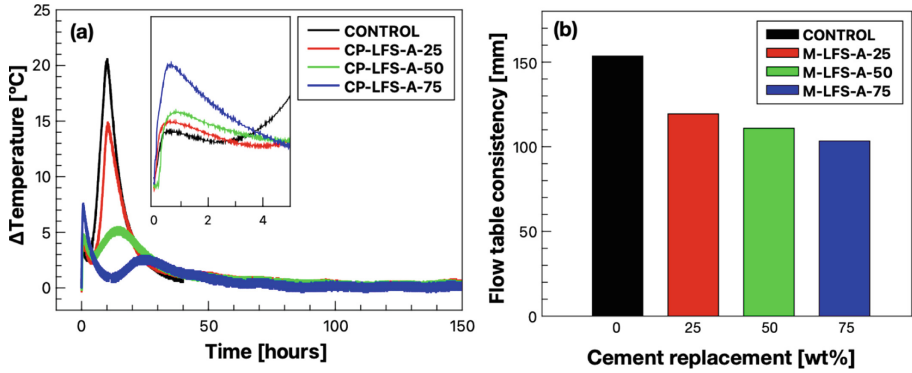 (a)
CONTROL
CP-LFS-A-25
CP-LFS-A-50
CP-LFS-A-75
ΔTemperature [°C]
25
20
15
10
5
0
0 2 4
0 50 100 150
Time [hours]
(b)
CONTROL
M-LFS-A-25
M-LFS-A-50
M-LFS-A-75
Flow table consistency [mm]
150
100
50
0
0 25 50 75
Cement replacement [wt%]